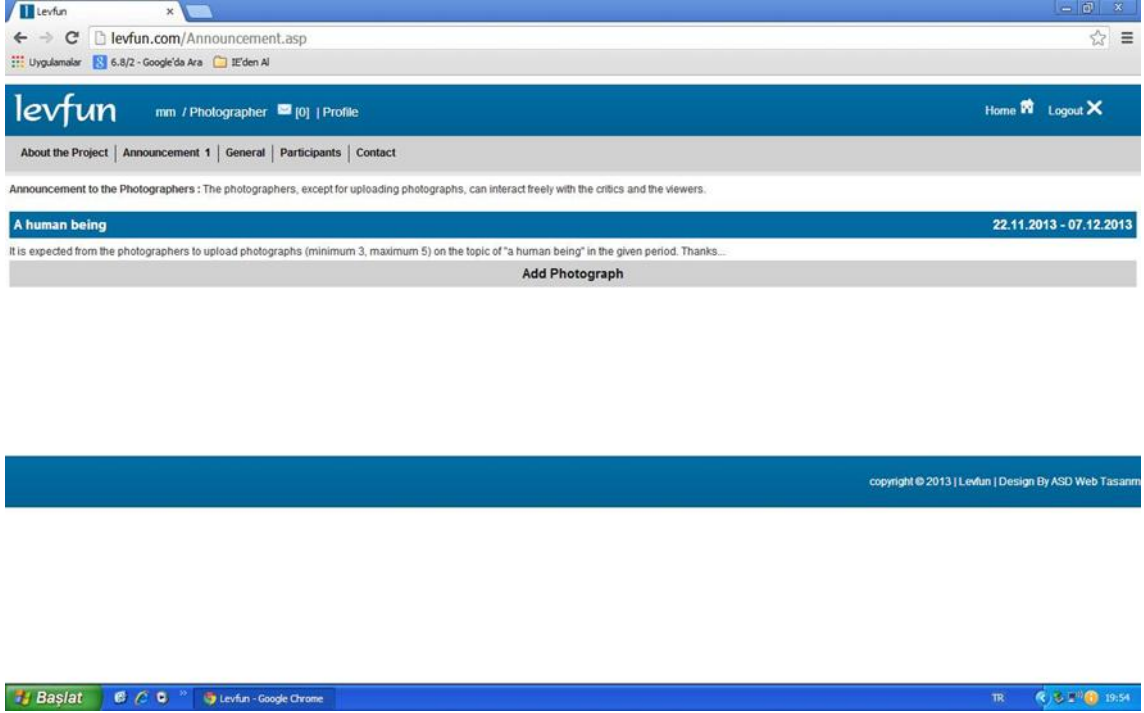 Levfun
levfun.com/Announcement.asp
Uygulamalar 8 6.8/2 - Google'da Ara IE'den Al
levfun mm / Photographer [0] | Profile Home Logout
About the Project | Announcement 1 | General | Participants | Contact
Announcement to the Photographers : The photographers, except for uploading photographs, can interact freely with the critics and the viewers.
A human being 22.11.2013 - 07.12.2013
It is expected from the photographers to upload photographs (minimum 3, maximum 5) on the topic of "a human being" in the given period. Thanks...
Add Photograph
copyright © 2013 | Levfun | Design By ASD Web Tasarım
Başlat Levfun - Google Chrome TR 19:54